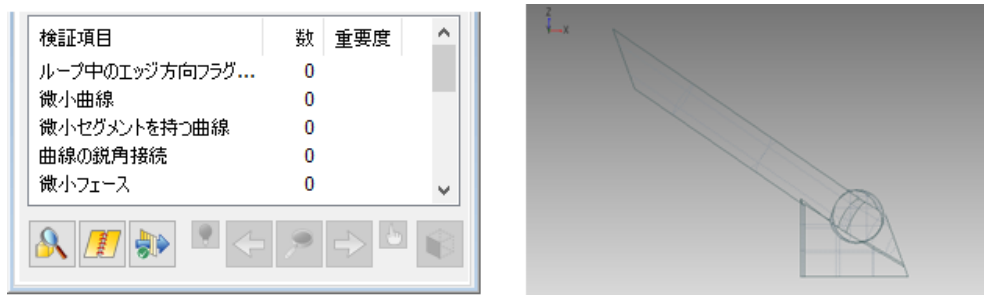 検証項目 数 重要度
ループ中のエッジ方向フラグ... 0
微小曲線 0
微小セグメントを持つ曲線 0
曲線の鋭角接続 0
微小フェース 0
Z
Y X